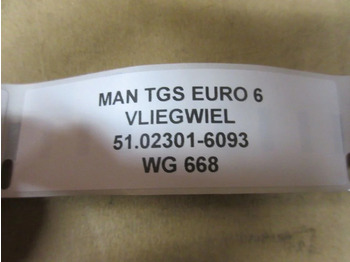 MAN TGS EURO 6
VLIEGWIEL
51.02301-6093
WG 668